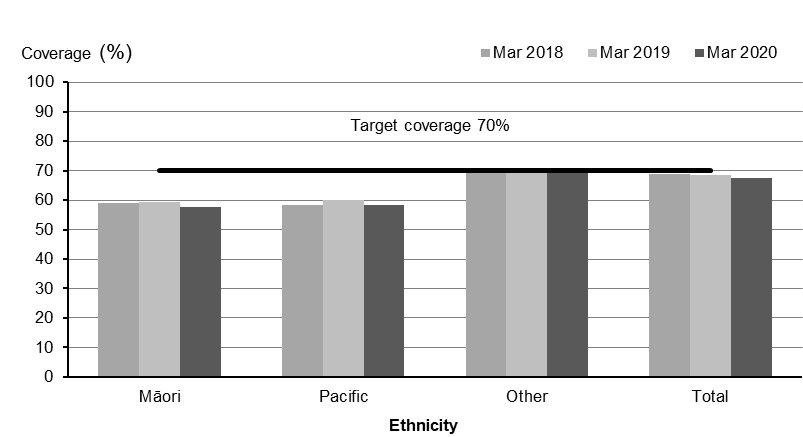 Coverage (%)
Mar 2018 Mar 2019 Mar 2020
100
90
80
70
60
50
40
30
20
10
0
Target coverage 70%
Māori Pacific Other Total
Ethnicity